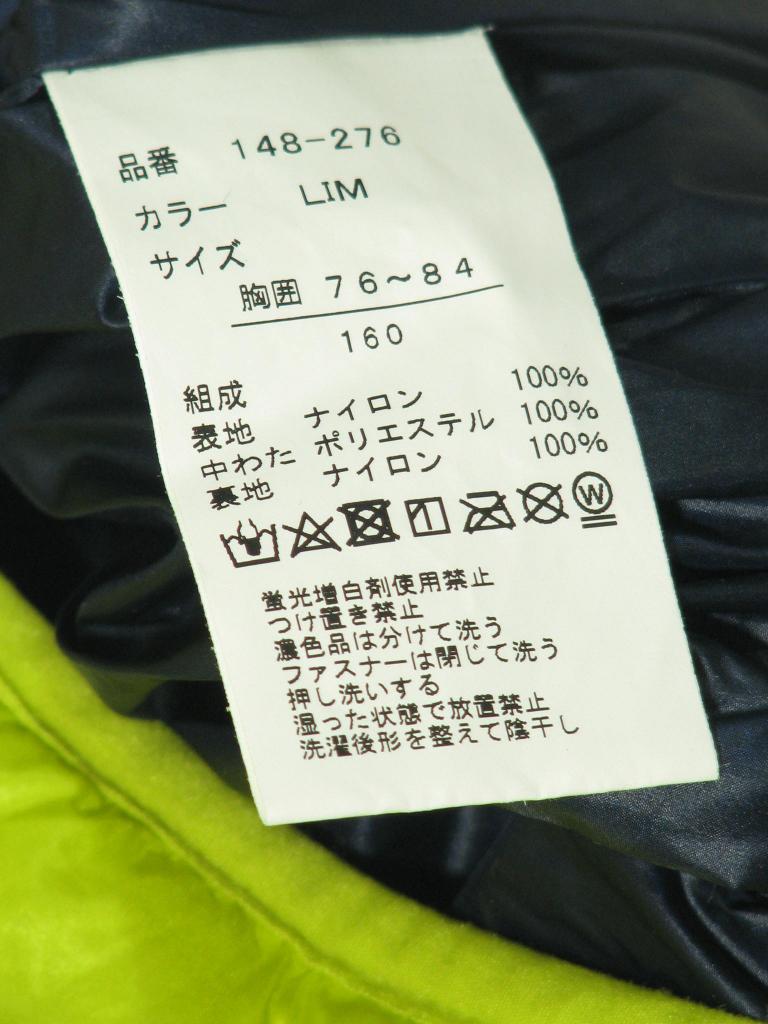 品番 148-276
カラー LIM
サイズ
胸囲 76~84
160
組成
表地 ナイロン 100%
中わた ポリエステル 100%
裏地 ナイロン 100%
W
蛍光増白剤使用禁止
つけ置き禁止
濃色品は分けて洗う
ファスナーは閉じて洗う
押し洗いする
湿った状態で放置禁止
洗濯後形を整えて陰干し